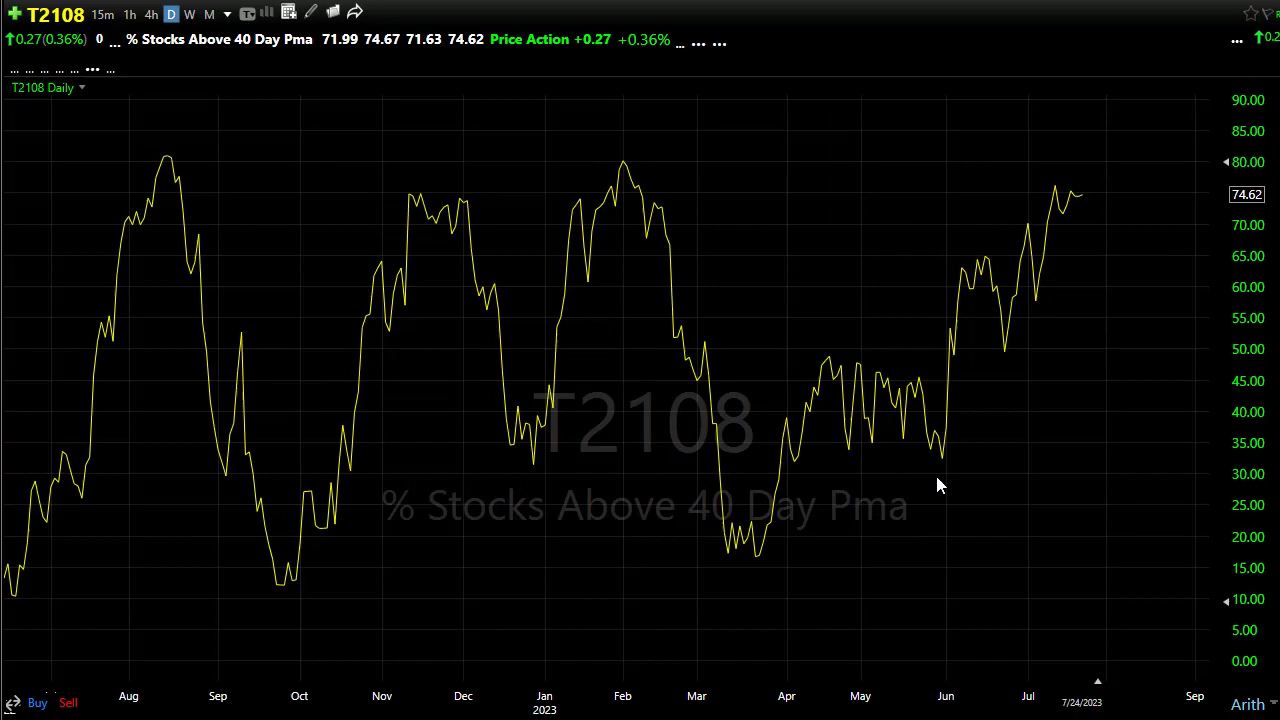 T2108 15m 1h 4h D W M T
0.27(0.36%) 0 ... % Stocks Above 40 Day Pma 71.99 74.67 71.63 74.62 Price Action +0.27 +0.36% ... ... ... ... 0.2
... ... ... ... ... ... ...
T2108 Daily
90.00
85.00
80.00
74.62
70.00
65.00
60.00
55.00
50.00
45.00
40.00
35.00
30.00
25.00
20.00
15.00
10.00
5.00
0.00
T2108
% Stocks Above 40 Day Pma
Aug Sep Oct Nov Dec Jan Feb Mar Apr May Jun Jul Sep
2023 7/24/2023
Buy Sell Arith